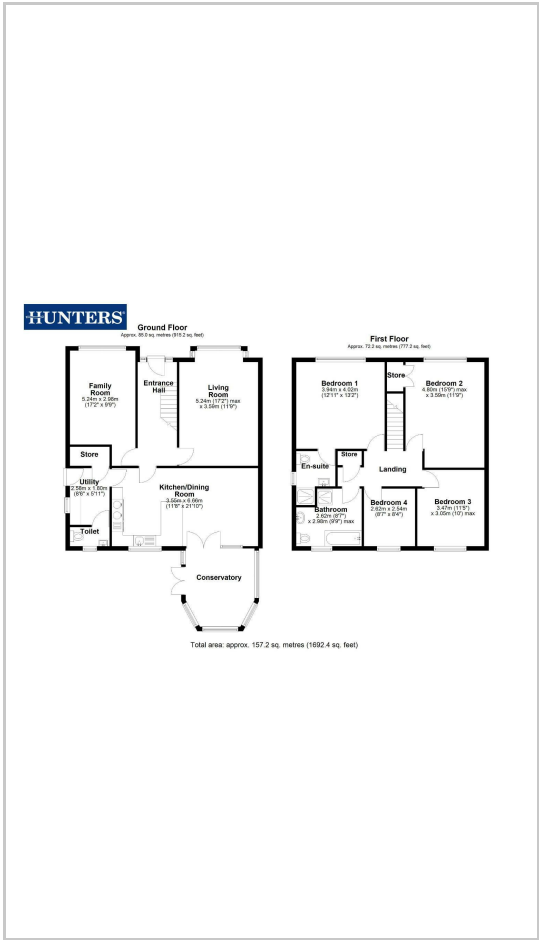 HUNTERS
Ground Floor
Approx. 85.0 sq. metres (915.2 sq. feet)
Family
Room
5.24m x 2.98m
(17'2" x 9'9")
Entrance
Hall
Living
Room
5.24m (17'2") max
x 3.59m (11'9")
Store
Utility
2.58m x 1.80m
(8'6" x 5'11")
Kitchen/Dining
Room
3.55m x 6.66m
(11'8" x 21'10")
Toilet
Conservatory
First Floor
Approx. 72.2 sq. metres (777.2 sq. feet)
Bedroom 1
3.94m x 4.02m
(12'11" x 13'2")
Store
Bedroom 2
4.80m (15'9") max
x 3.59m (11'9")
Store
En-suite
Landing
Bathroom
2.62m (8'7")
x 2.98m (9'9") max
Bedroom 4
2.62m x 2.54m
(8'7" x 8'4")
Bedroom 3
3.47m (11'5")
x 3.05m (10') max
Total area: approx. 157.2 sq. metres (1692.4 sq. feet)